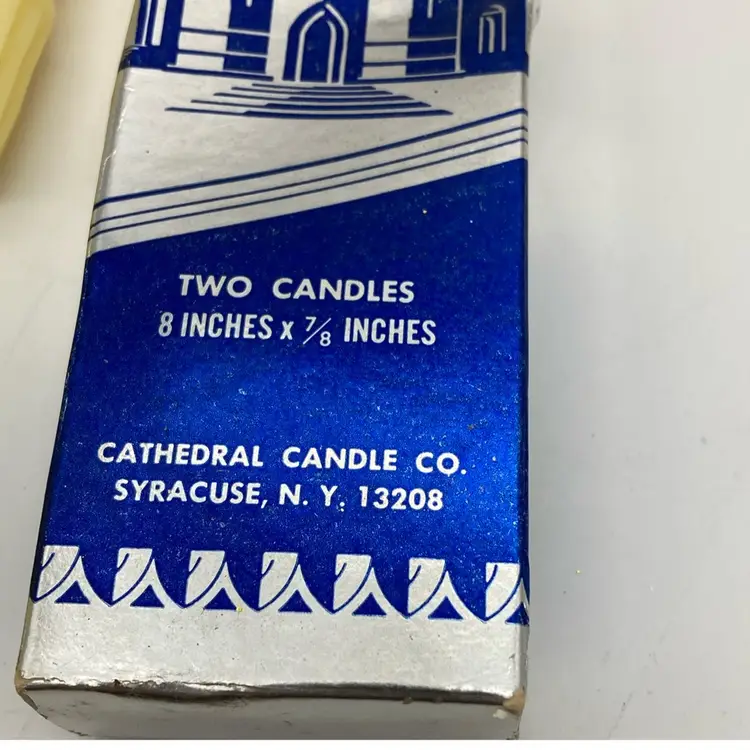 TWO CANDLES
8 INCHES x 7/8 INCHES
CATHEDRAL CANDLE CO.
SYRACUSE, N. Y. 13208